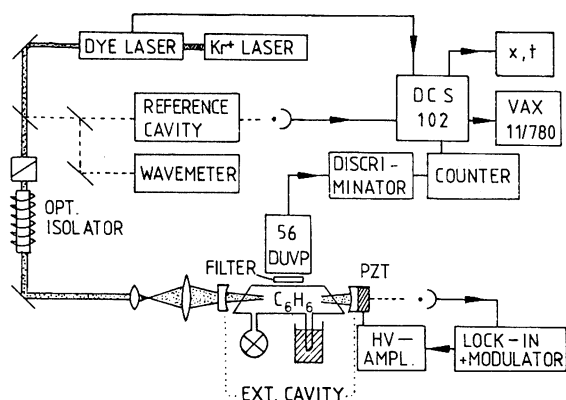 DYE LASER
Kr+ LASER
x,t
DCS
102
REFERENCE
CAVITY
VAX
11/780
WAVEMETER
DISCRI-
MINATOR
COUNTER
OPT.
ISOLATOR
56
DUVP
FILTER
PZT
C6H6
HV-
AMPL.
LOCK-IN
+MODULATOR
EXT. CAVITY